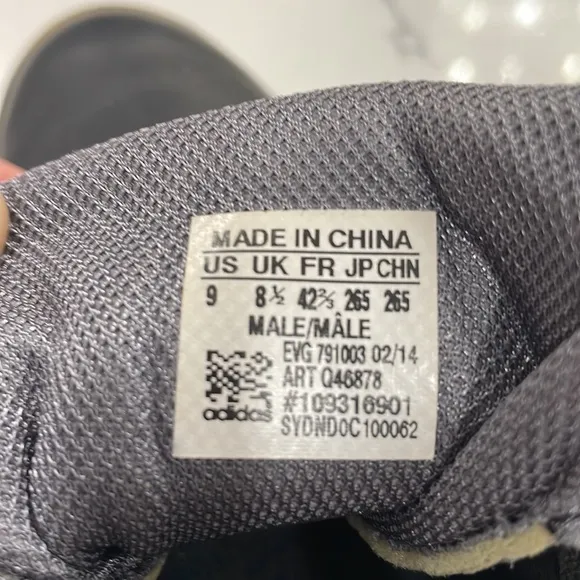 MADE IN CHINA
US UK FR JP CHN
9 8½ 42⅔ 265 265
MALE/MÂLE
EVG 791003 02/14
ART Q46878
adidas #109316901
SYDND0C100062